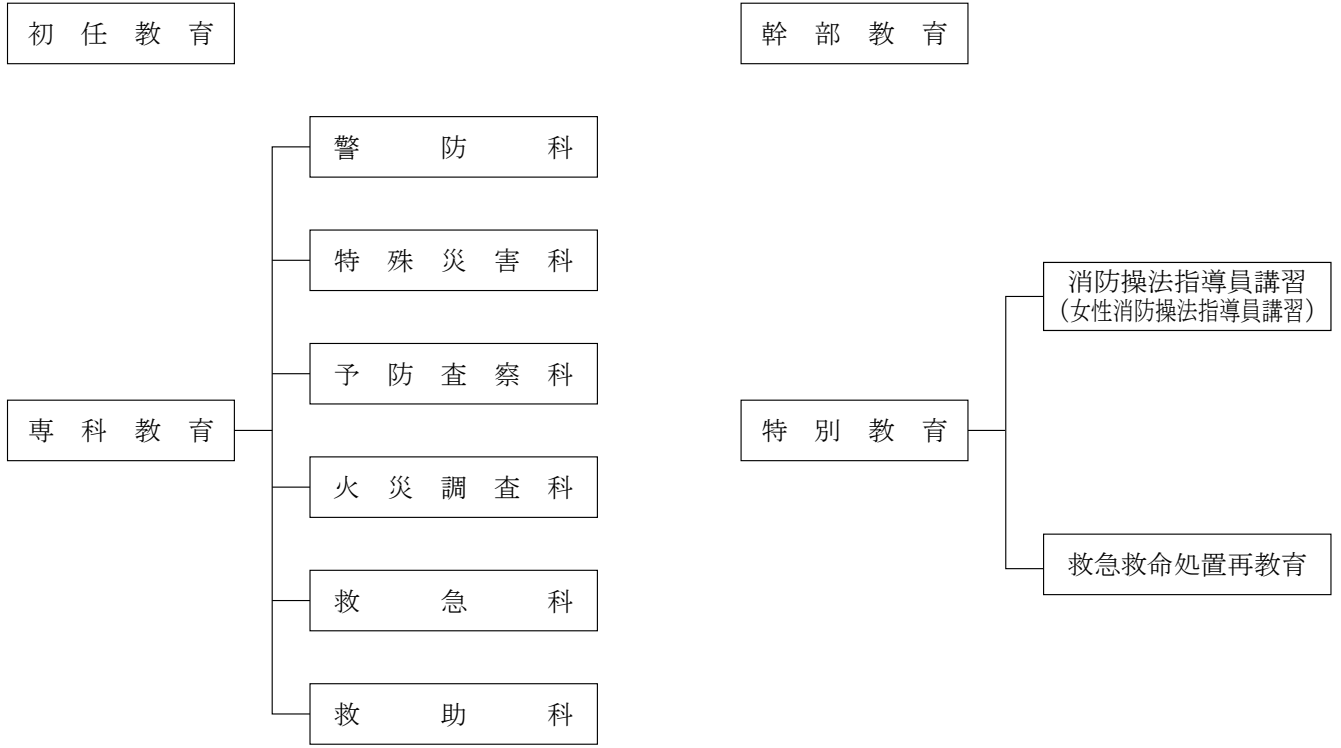 初任教育
幹部教育
警防科
特殊災害科
予防査察科
専科教育
火災調査科
救急科
救助科
消防操法指導員講習
（女性消防操法指導員講習）
特別教育
救急救命処置再教育